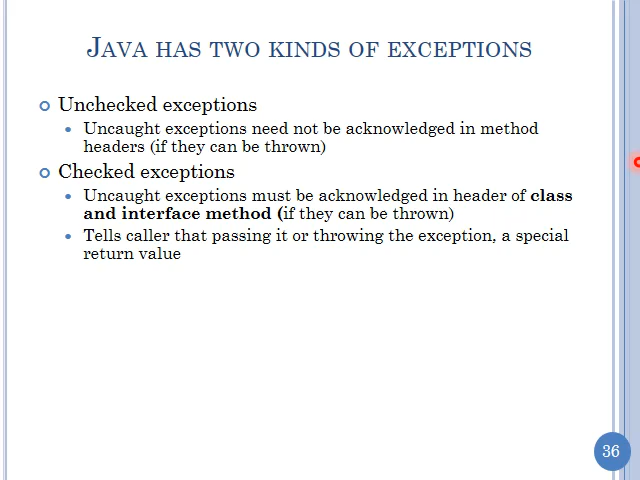 JAVA HAS TWO KINDS OF EXCEPTIONS
Unchecked exceptions
Uncaught exceptions need not be acknowledged in method
headers (if they can be thrown)
Checked exceptions
Uncaught exceptions must be acknowledged in header of class
and interface method (if they can be thrown)
Tells caller that passing it or throwing the exception, a special
return value
36